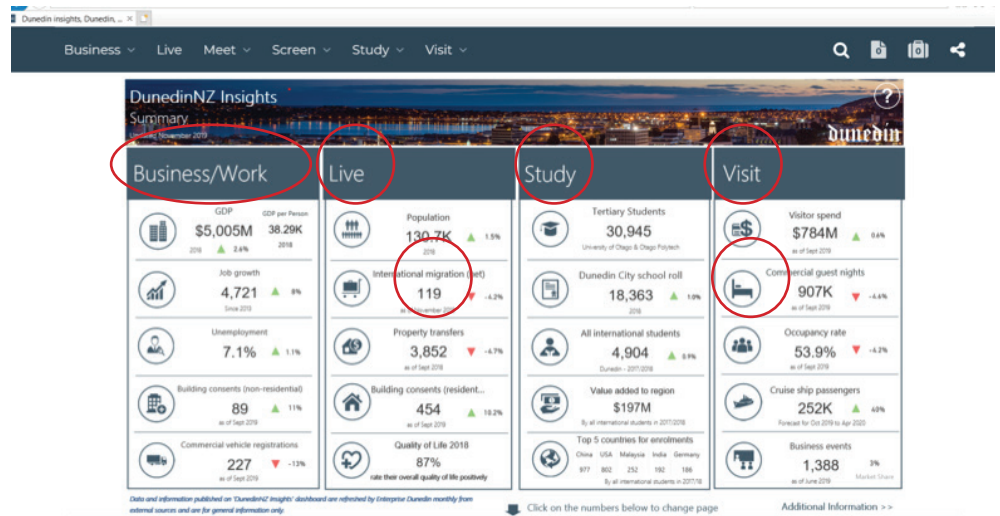 Dunedin insights, Dunedin, ...
Business Live Meet Screen Study Visit
DunedinNZ Insights
Summary
Updated November 2019
?
dunedin
Business/Work
GDP GDP per Person
$5,005M 38.29K
2018 2.6% 2018
Job growth
4,721 8%
Since 2013
Unemployment
7.1% 1.1%
Building consents (non-residential)
89 11%
as of Sept 2019
Commercial vehicle registrations
227 -13%
as of Sept 2019
Live
Population
130.7K 1.5%
2018
International migration (net)
119 -4.2%
as of November 2018
Property transfers
3,852 -4.7%
as of Sept 2018
Building consents (resident...
454 10.2%
as of Sept 2019
Quality of Life 2018
87%
rate their overall quality of life positively
Study
Tertiary Students
30,945
University of Otago & Otago Polytech
Dunedin City school roll
18,363 1.0%
2018
All international students
4,904 0.9%
Dunedin - 2017/2018
Value added to region
$197M
By all international students in 2017/2018
Top 5 countries for enrolments
China USA Malaysia India Germany
977 802 252 192 186
By all international students in 2017/18
Visit
Visitor spend
$784M 0.6%
as of Sept 2019
Commercial guest nights
907K -4.6%
as of Sept 2019
Occupancy rate
53.9% -4.2%
as of Sept 2019
Cruise ship passengers
252K 40%
Forecast for Oct 2019 to Apr 2020
Business events
1,388 3%
as of June 2019 Market Share
Data and information published on 'DunedinNZ Insights' dashboard are refreshed by Enterprise Dunedin monthly from
external sources and are for general information only.
Click on the numbers below to change page
Additional Information >>